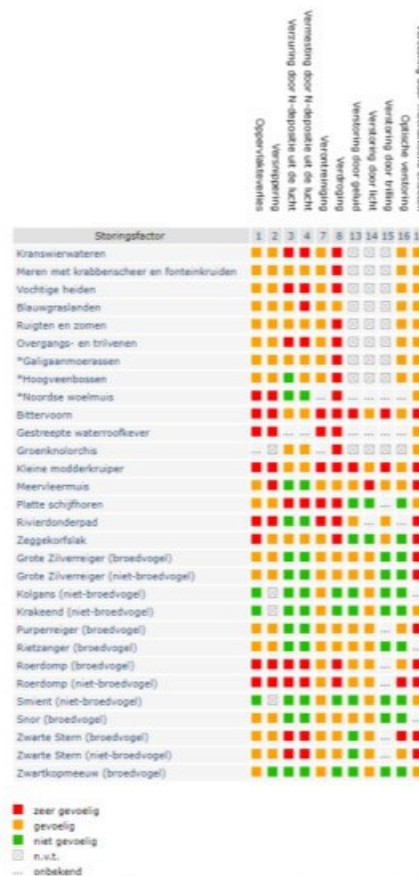 Oppervlakteverlies
Versnippering
Verzuring door N-depositie uit de lucht
Vermesting door N-depositie uit de lucht
Verontreiniging
Verdroging
Verstoring door geluid
Verstoring door licht
Verstoring door trilling
Optische verstoring
Storingsfactor 1 2 3 4 7 8 13 14 15 16
Kranswierwateren
Meren met krabbenscheer en fonteinkruiden
Vochtige heiden
Blauwgraslanden
Ruigten en zomen
Overgangs- en trilvenen
*Galigaanmoerassen
*Hoogveenbossen
*Noordse woelmuis
Bittervoorn
Gestreepte waterroofkever
Groenknolorchis
Kleine modderkruiper
Meervleermuis
Platte schijfhoren
Rivierdonderpad
Zeggekorfslak
Grote Zilverreiger (broedvogel)
Grote Zilverreiger (niet-broedvogel)
Kolgans (niet-broedvogel)
Krakeend (niet-broedvogel)
Purperreiger (broedvogel)
Rietzanger (broedvogel)
Roerdomp (broedvogel)
Roerdomp (niet-broedvogel)
Smient (niet-broedvogel)
Snor (broedvogel)
Zwarte Stern (broedvogel)
Zwarte Stern (niet-broedvogel)
Zwartkopmeeuw (broedvogel)
zeer gevoelig
gevoelig
niet gevoelig
n.v.t.
... onbekend